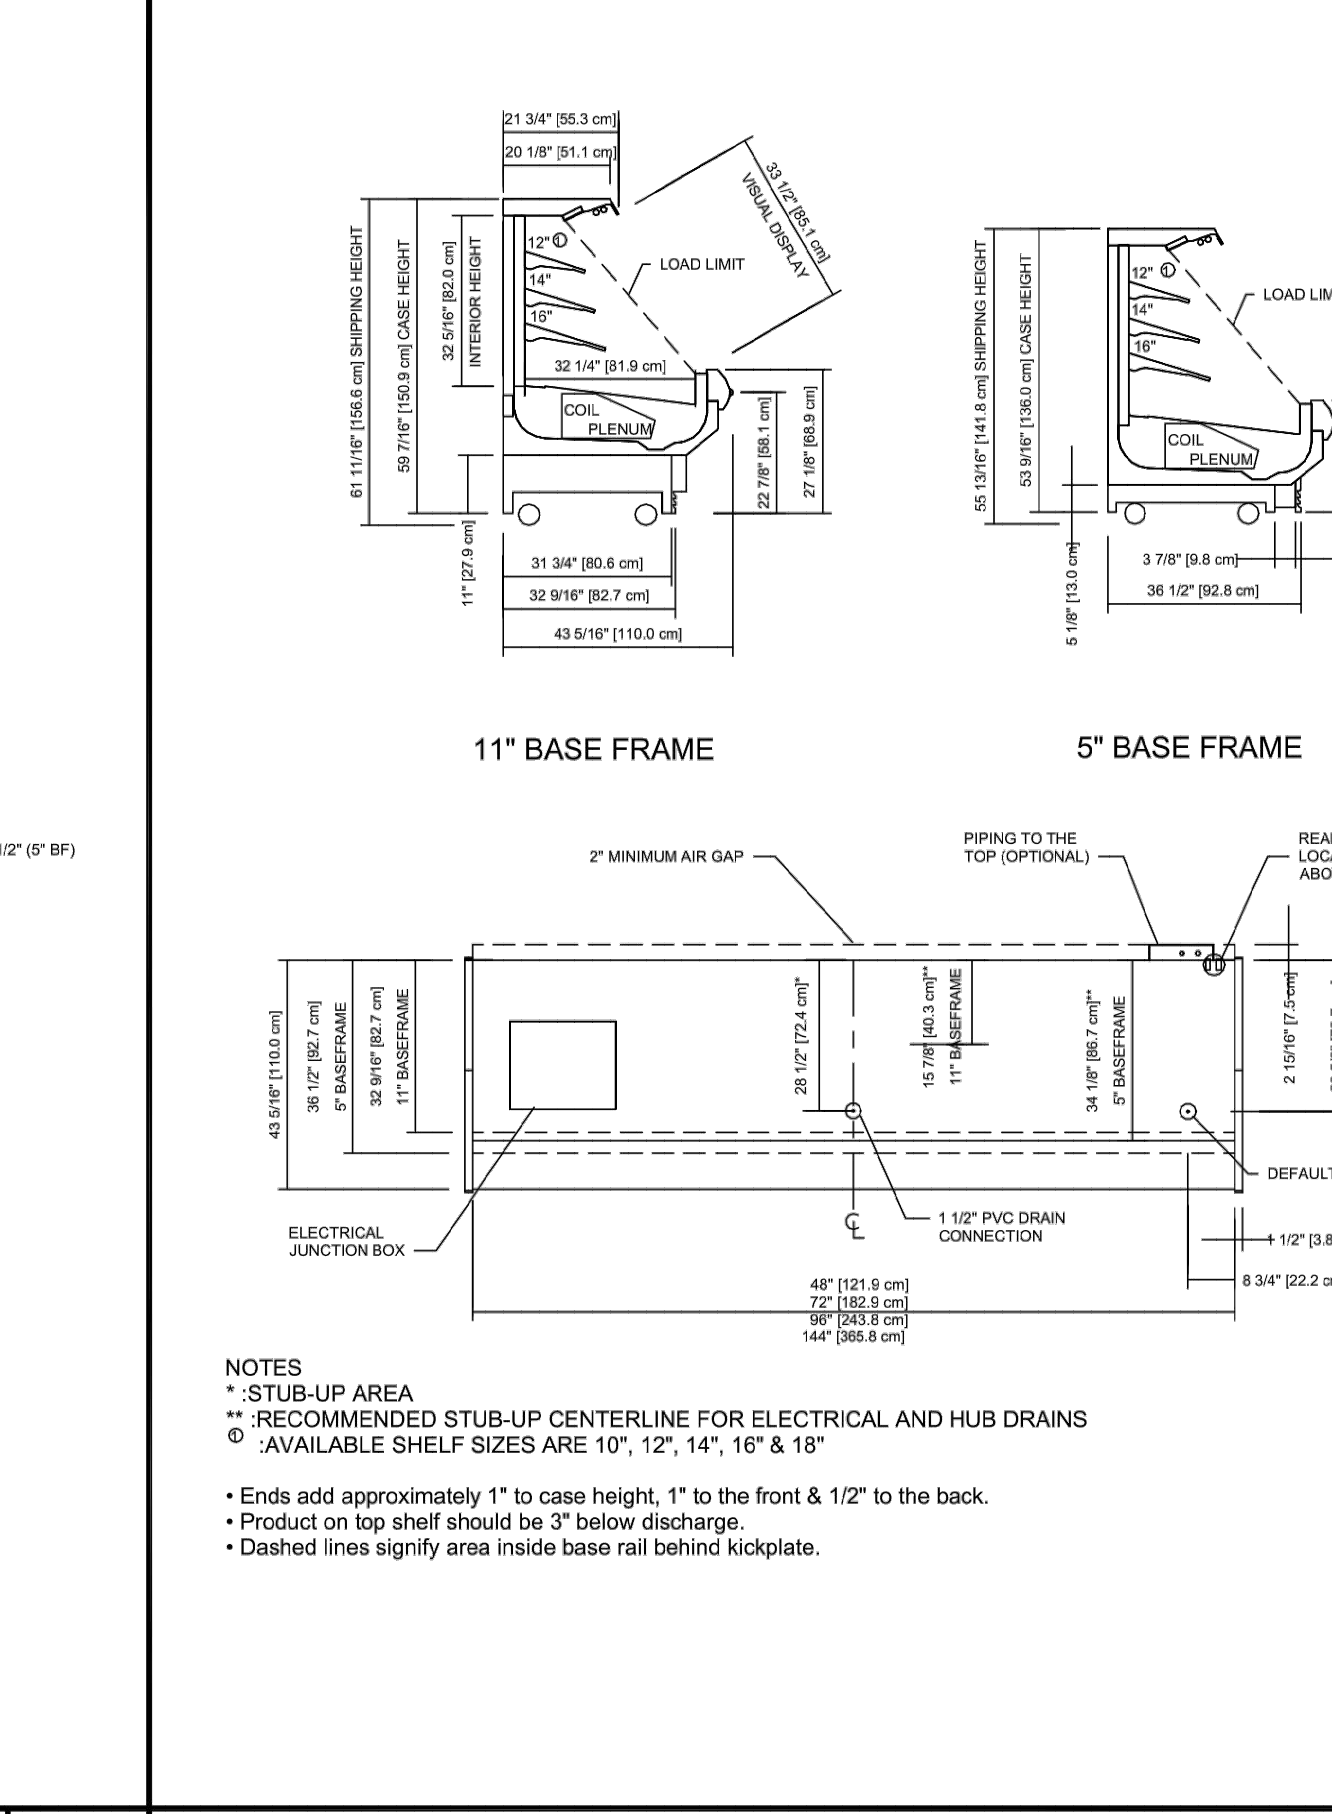 21 3/4" [55.3 cm]
20 1/8" [51.1 cm]
33 1/2" [85.1 cm]
VISUAL DISPLAY
LOAD LIMIT
61 11/16" [156.6 cm] SHIPPING HEIGHT
59 7/16" [150.9 cm] CASE HEIGHT
32 5/16" [82.0 cm]
INTERIOR HEIGHT
12" 1
14"
16"
32 1/4" [81.9 cm]
COIL
PLENUM
22 7/8" [58.1 cm]
27 1/8" [68.9 cm]
11" [27.9 cm]
31 3/4" [80.6 cm]
32 9/16" [82.7 cm]
43 5/16" [110.0 cm]
11" BASE FRAME
55 13/16" [141.8 cm] SHIPPING HEIGHT
53 9/16" [136.0 cm] CASE HEIGHT
12" 1
14"
16"
LOAD LIM
COIL
PLENUM
5 1/8" [13.0 cm]
3 7/8" [9.8 cm]
36 1/2" [92.8 cm]
5" BASE FRAME
/2" (5" BF)
2" MINIMUM AIR GAP
PIPING TO THE
TOP (OPTIONAL)
REA
LOC
ABO
43 5/16" [110.0 cm]
36 1/2" [92.7 cm]
5" BASEFRAME
32 9/16" [82.7 cm]
11" BASEFRAME
28 1/2" [72.4 cm]*
15 7/8" [40.3 cm]**
11" BASEFRAME
34 1/8" [86.7 cm]**
5" BASEFRAME
2 15/16" [7.5 cm]
DEFAULT
ELECTRICAL
JUNCTION BOX
CL
1 1/2" PVC DRAIN
CONNECTION
1 1/2" [3.8
8 3/4" [22.2 c
48" [121.9 cm]
72" [182.9 cm]
96" [243.8 cm]
144" [365.8 cm]
NOTES
* :STUB-UP AREA
** :RECOMMENDED STUB-UP CENTERLINE FOR ELECTRICAL AND HUB DRAINS
① :AVAILABLE SHELF SIZES ARE 10", 12", 14", 16" & 18"
• Ends add approximately 1" to case height, 1" to the front & 1/2" to the back.
• Product on top shelf should be 3" below discharge.
• Dashed lines signify area inside base rail behind kickplate.